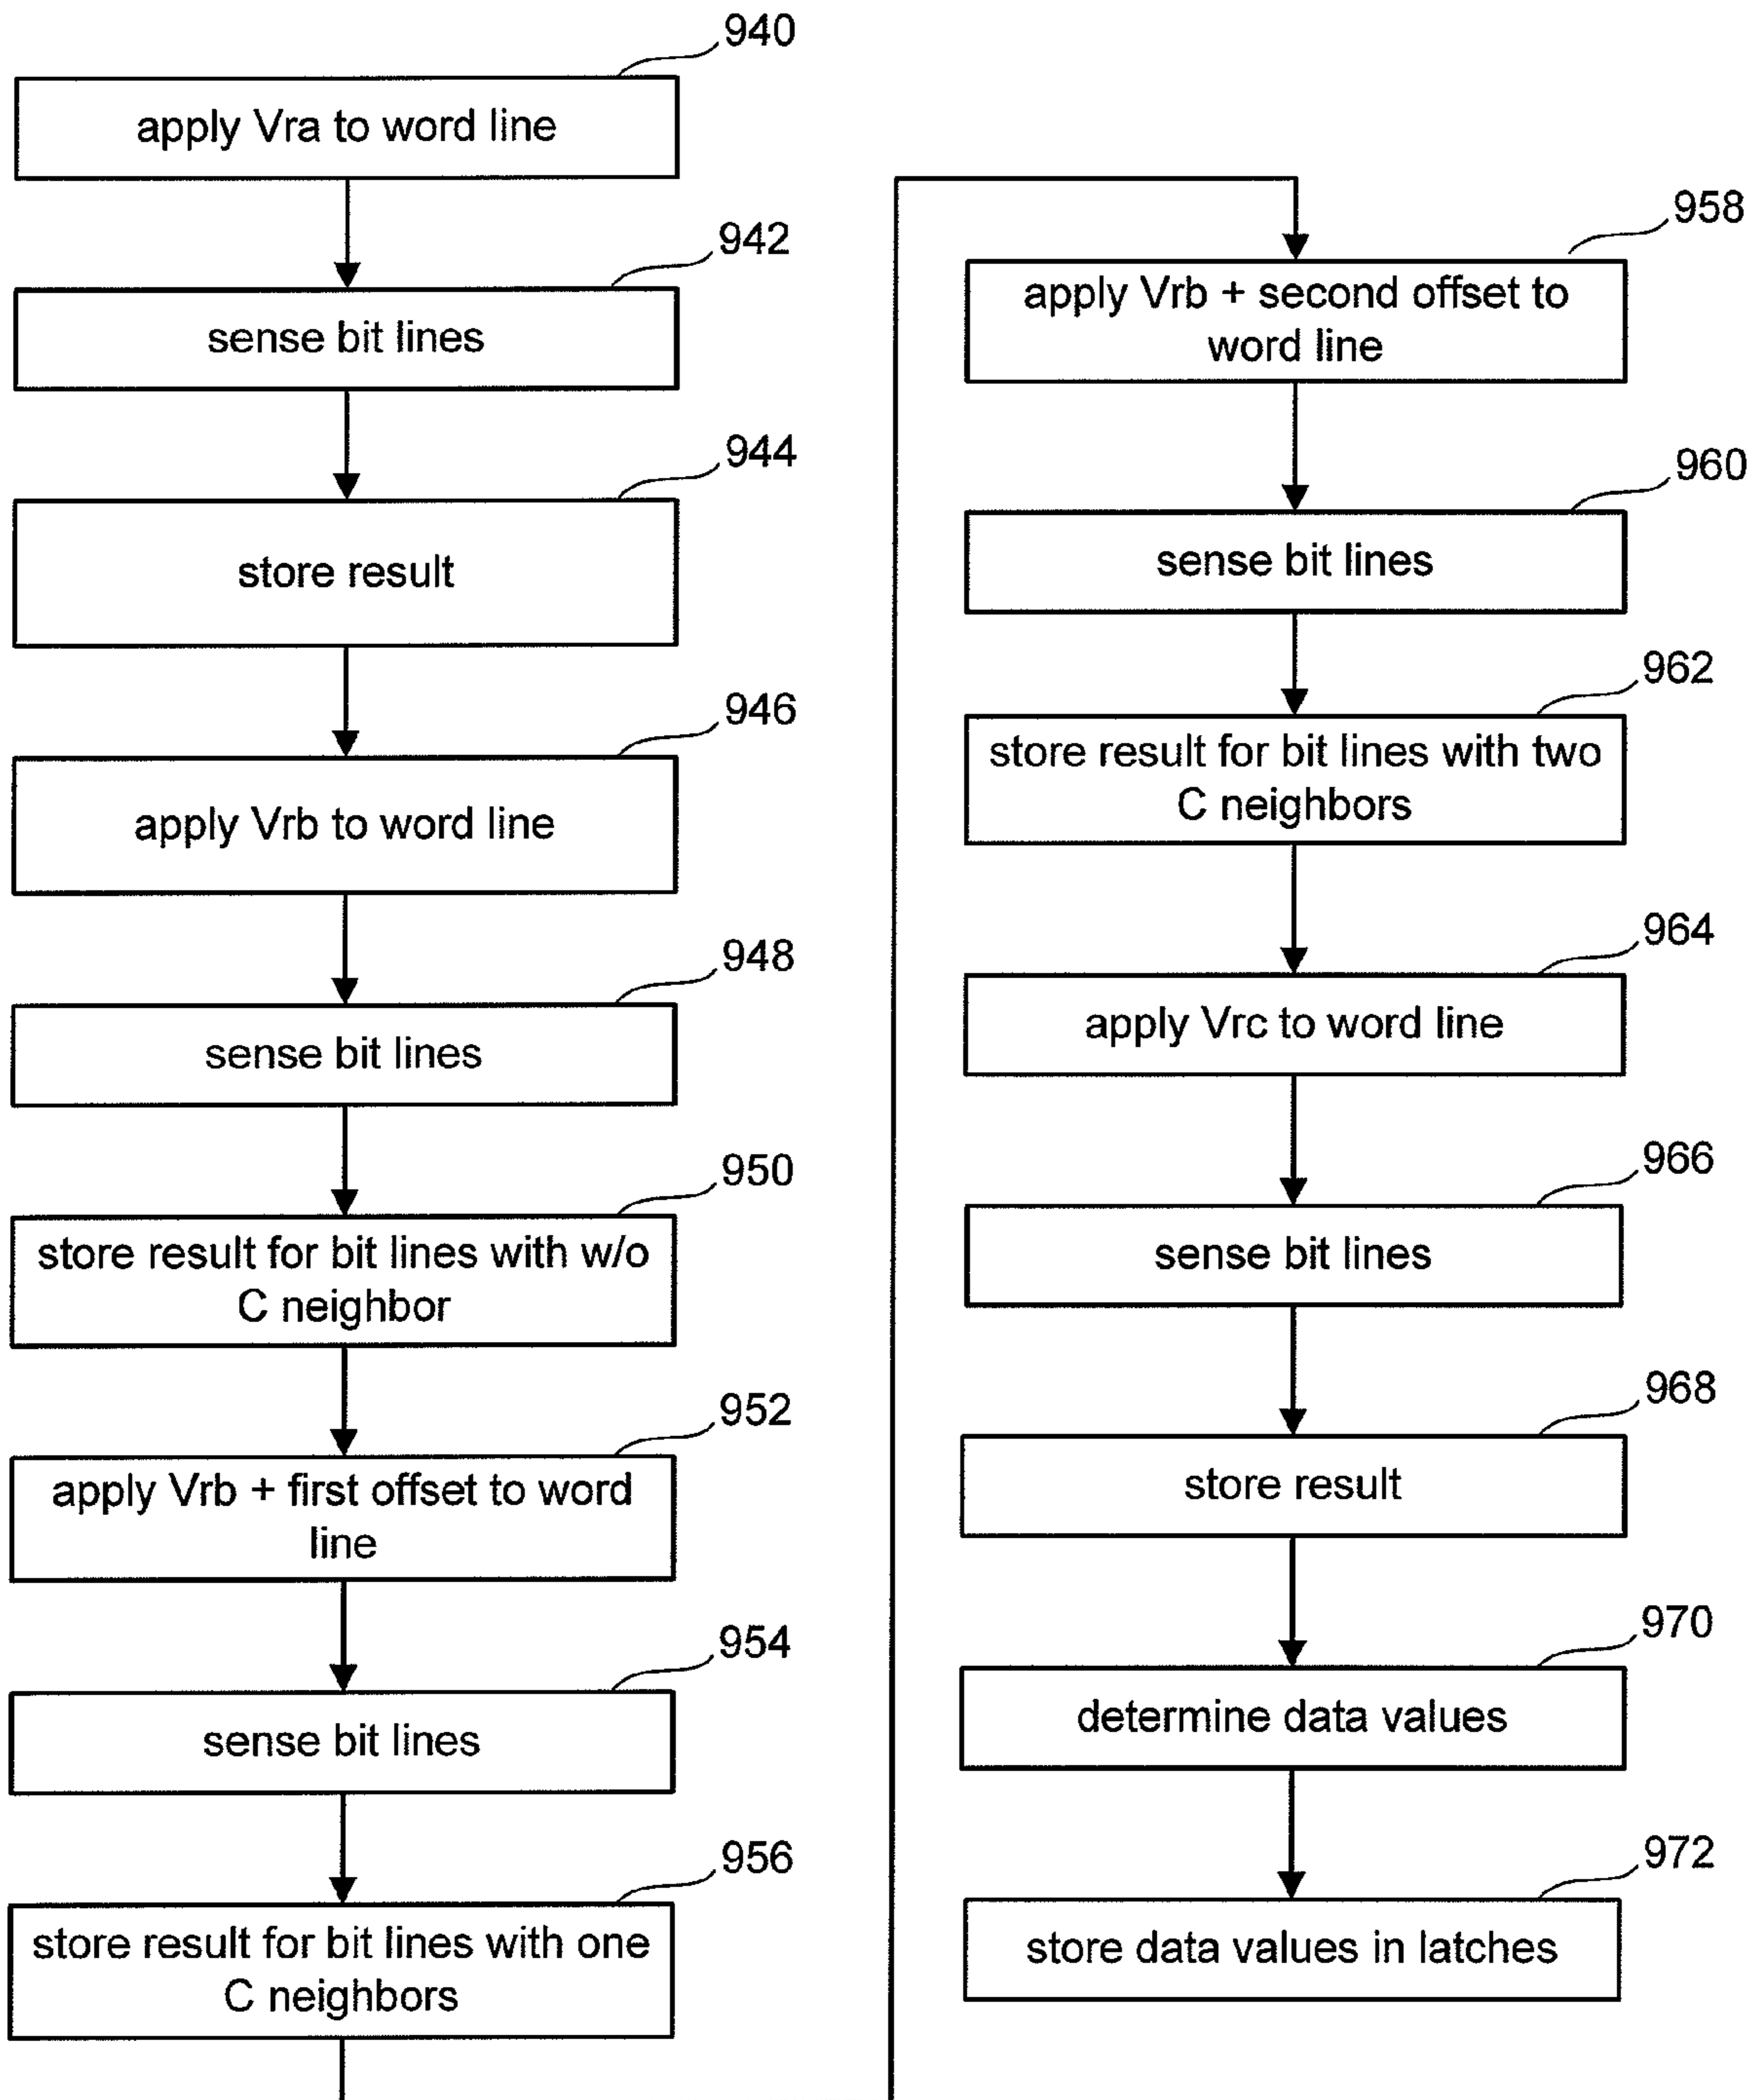 940
apply Vra to word line
942
sense bit lines
944
store result
946
apply Vrb to word line
948
sense bit lines
950
store result for bit lines with w/o
C neighbor
952
apply Vrb + first offset to word
line
954
sense bit lines
956
store result for bit lines with one
C neighbors
958
apply Vrb + second offset to
word line
960
sense bit lines
962
store result for bit lines with two
C neighbors
964
apply Vrc to word line
966
sense bit lines
968
store result
970
determine data values
972
store data values in latches